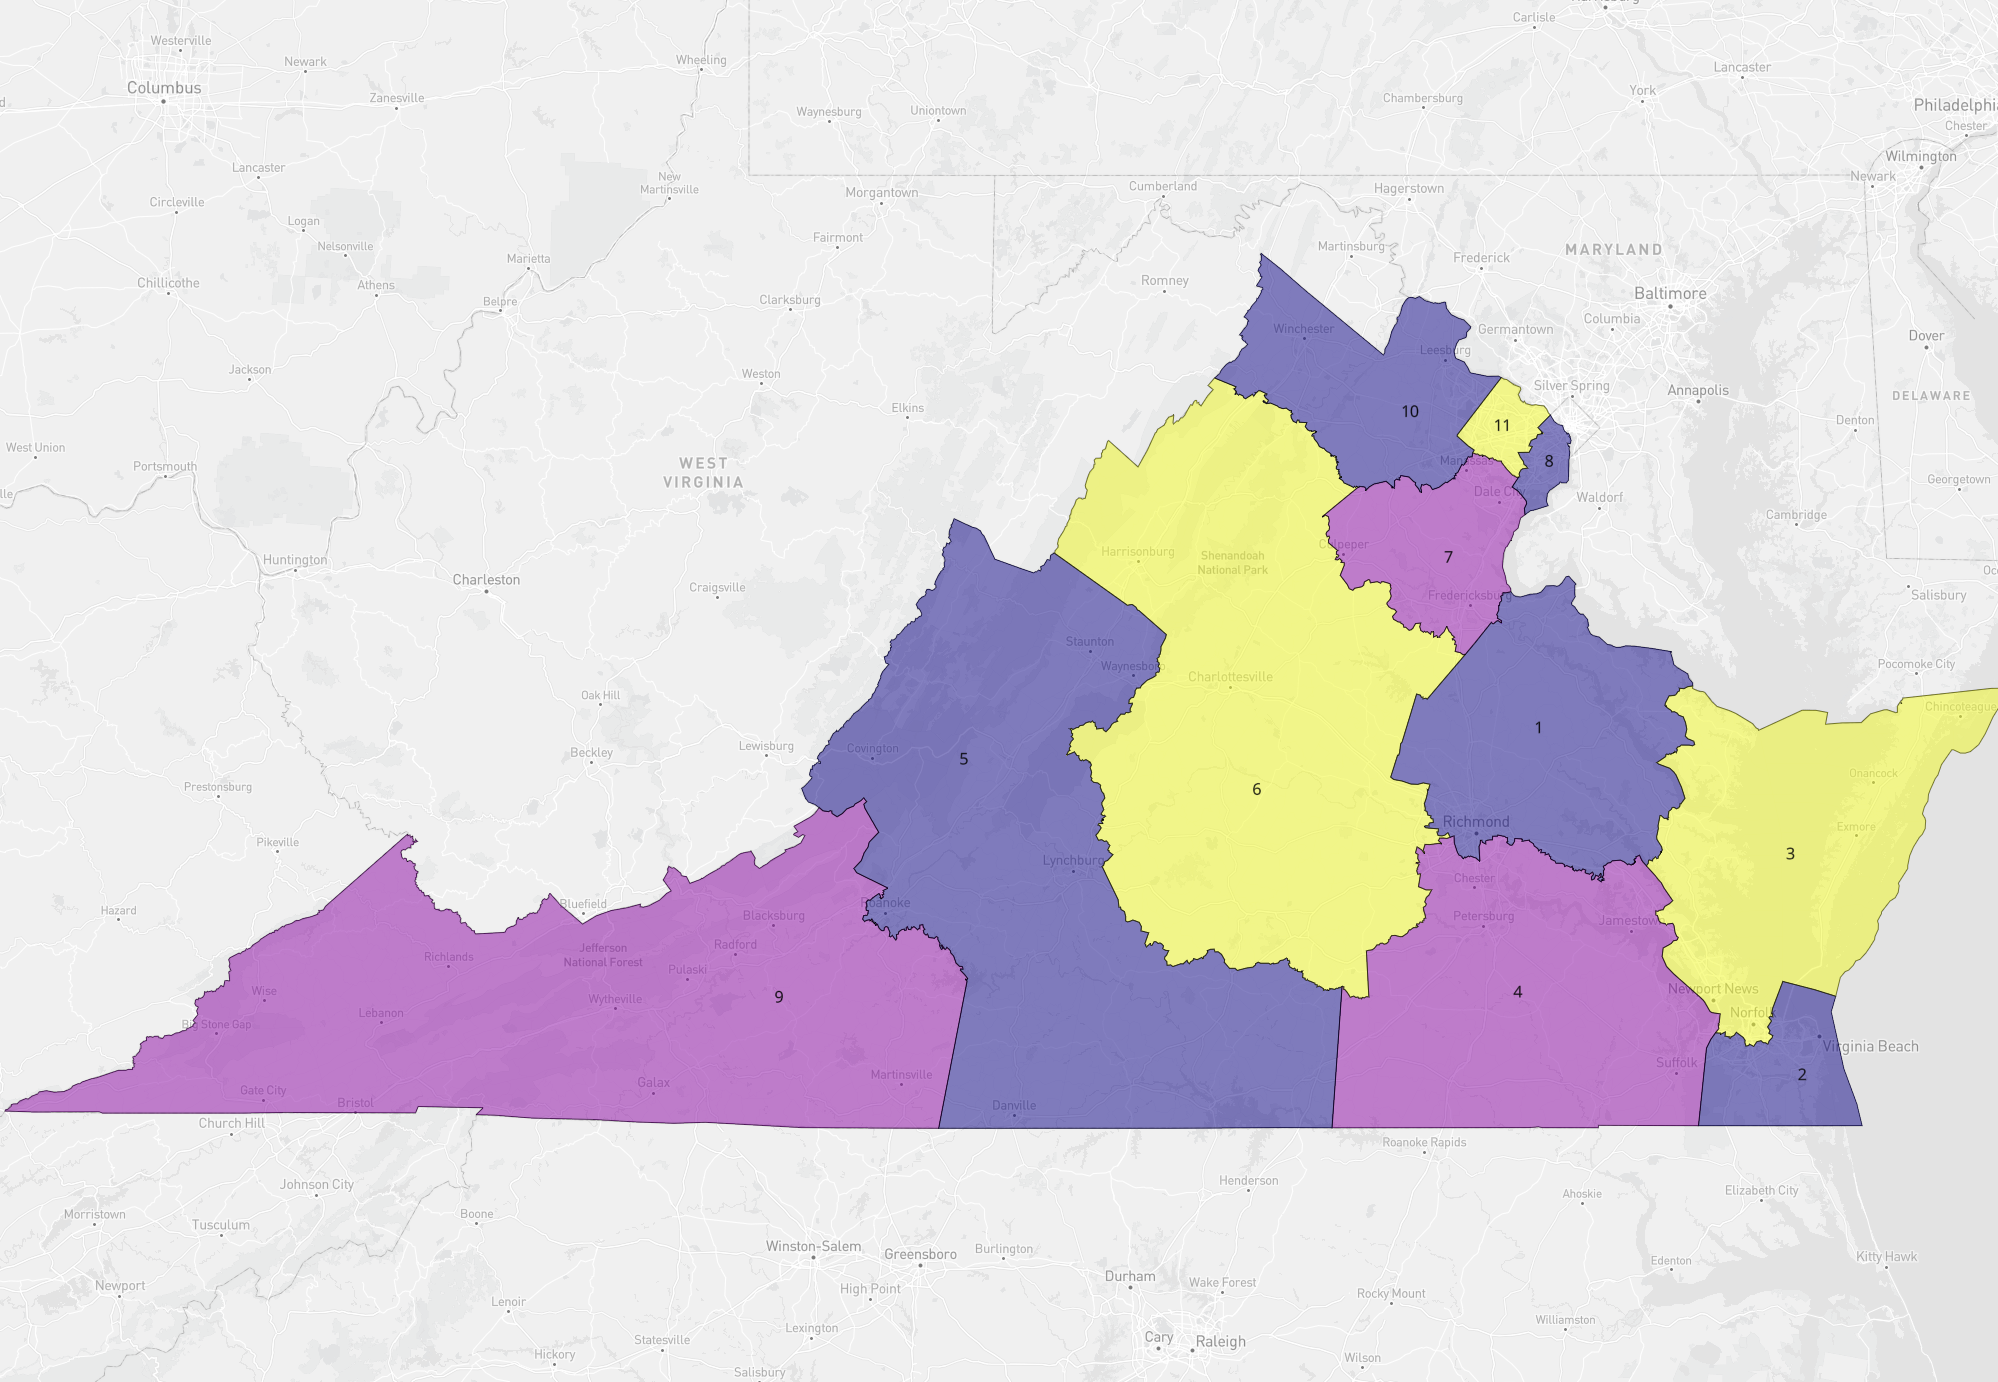 Harrisburg
Carlisle
Westerville
Newark
Wheeling
Lancaster
Columbus
Zanesville
York
Waynesburg
Uniontown
Chambersburg
Philadelphia
Chester
Wilmington
Lancaster
New
Martinsville
Morgantown
Cumberland
Hagerstown
Newark
Circleville
Logan
Nelsonville
Fairmont
Martinsburg
MARYLAND
Marietta
Frederick
Chillicothe
Athens
Romney
Belpre
Clarksburg
Baltimore
Columbia
Winchester
Germantown
Dover
Leesburg
Jackson
Weston
Silver Spring
Annapolis
DELAWARE
Elkins
10
11
Denton
West Union
WEST
VIRGINIA
Portsmouth
Manassas
8
Georgetown
Dale City
Waldorf
Cambridge
Culpeper
Harrisonburg
Shenandoah
National Park
7
Huntington
Charleston
Craigsville
Fredericksburg
Salisbury
Staunton
Waynesboro
Charlottesville
Pocomoke City
Oak Hill
Chincoteague
1
Beckley
Lewisburg
Covington
5
Onancock
Prestonsburg
6
Richmond
Exmore
Pikeville
Lynchburg
3
Chester
Hazard
Bluefield
Roanoke
Blacksburg
Petersburg
Jamestown
Richlands
Jefferson
National Forest
Radford
Pulaski
Wise
Wytheville
9
4
Newport News
Lebanon
Norfolk
Big Stone Gap
Virginia Beach
Suffolk
2
Martinsville
Galax
Gate City
Bristol
Danville
Church Hill
Roanoke Rapids
Johnson City
Henderson
Ahoskie
Elizabeth City
Morristown
Boone
Tusculum
Winston-Salem
Greensboro
Burlington
Kitty Hawk
Edenton
Newport
High Point
Durham
Wake Forest
Lenoir
Rocky Mount
Williamston
Lexington
Statesville
Cary
Raleigh
Hickory
Wilson
Salisbury